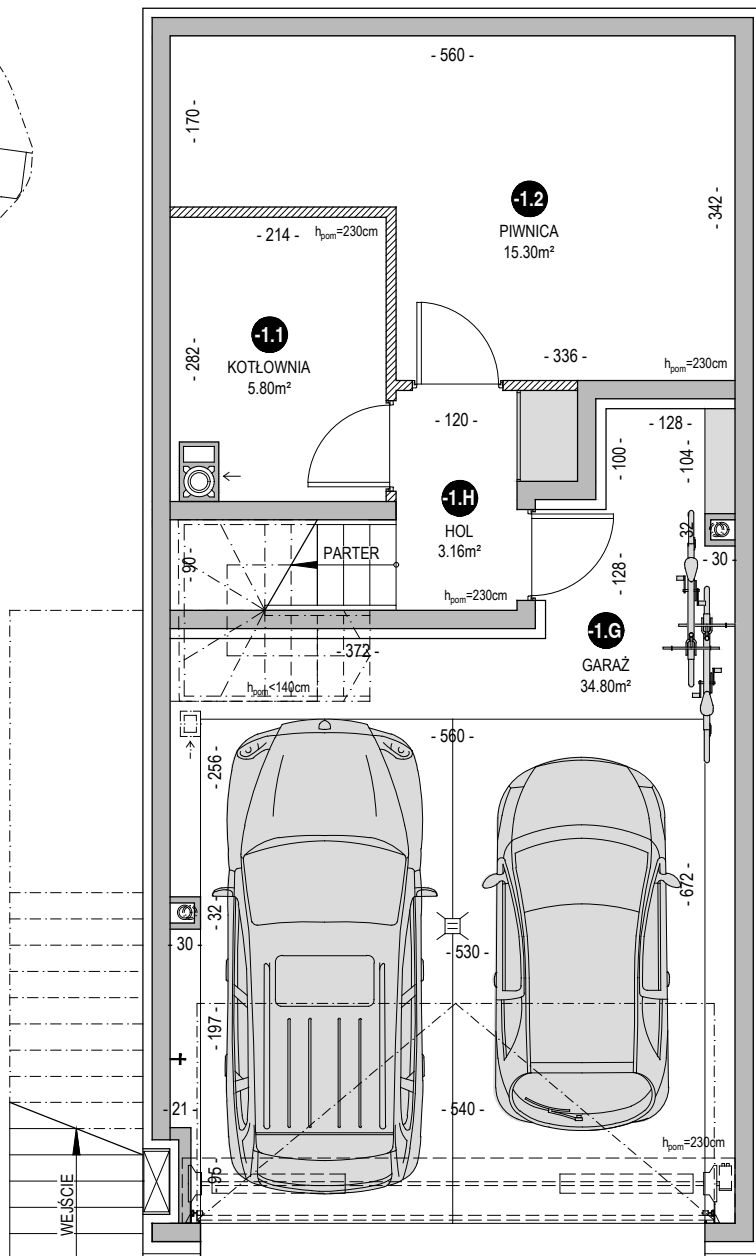 - 560 -
- 170 -
-1.2
PIWNICA
15.30m²
- 342 -
- 214 -
hpom=230cm
-1.1
KOTŁOWNIA
5.80m²
- 282 -
- 336 -
hpom=230cm
- 120 -
- 128 -
- 100 -
- 104 -
-1.H
HOL
3.16m²
32
- 30 -
PARTER
- 90 -
- 128 -
hpom=230cm
-1.G
GARAŻ
34.80m²
- 372 -
hpom<140cm
- 560 -
- 256 -
- 672 -
- 32 -
- 30 -
- 530 -
- 197 -
- 21 -
- 540 -
hpom=230cm
- 95 -
WEJŚCIE